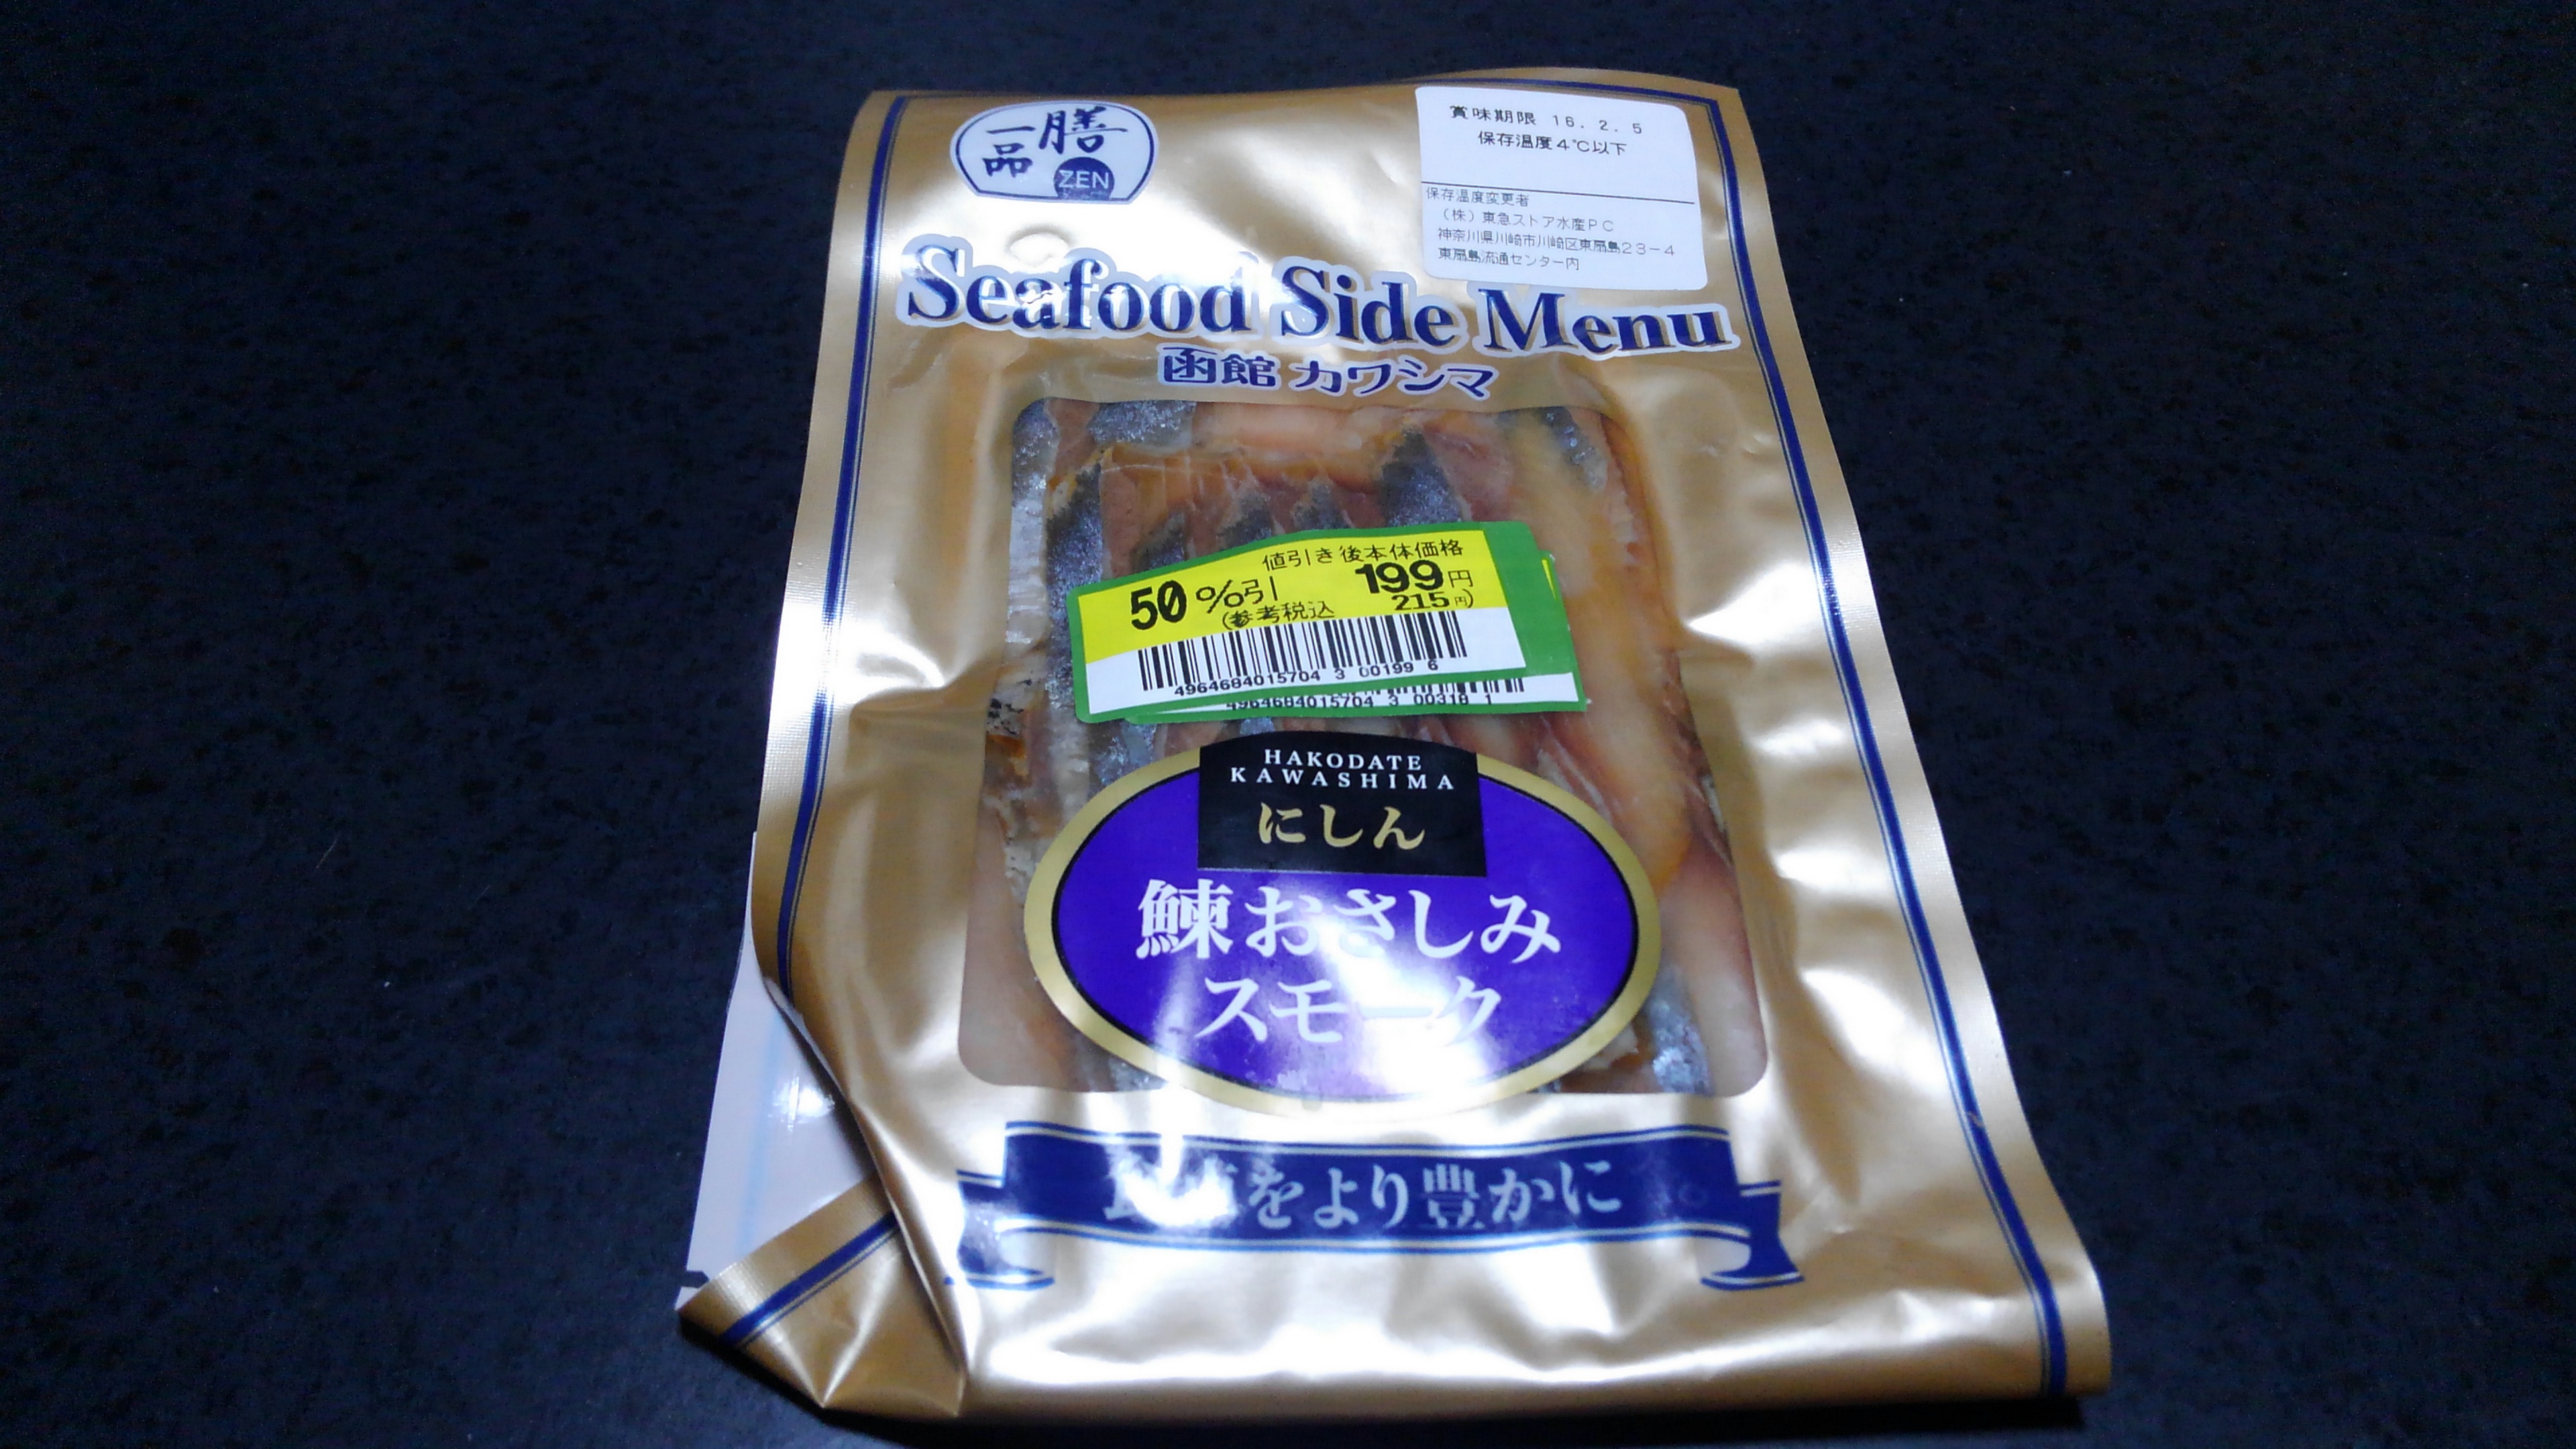 一品 膳
ZEN
賞味期限 16. 2. 5
保存温度4℃以下
保存温度変更者
(株)東急ストア水産PC
神奈川県川崎市川崎区東扇島23-4
東扇島流通センター内
Seafood Side Menu
函館 カワシマ
値引き後本体価格
50%引 199円
(参考税込 215円)
4964684015704 3 00199 6
4964684015704 3 00318 1
HAKODATE
KAWASHIMA
にしん
鰊おさしみ
スモーク
をより豊かに